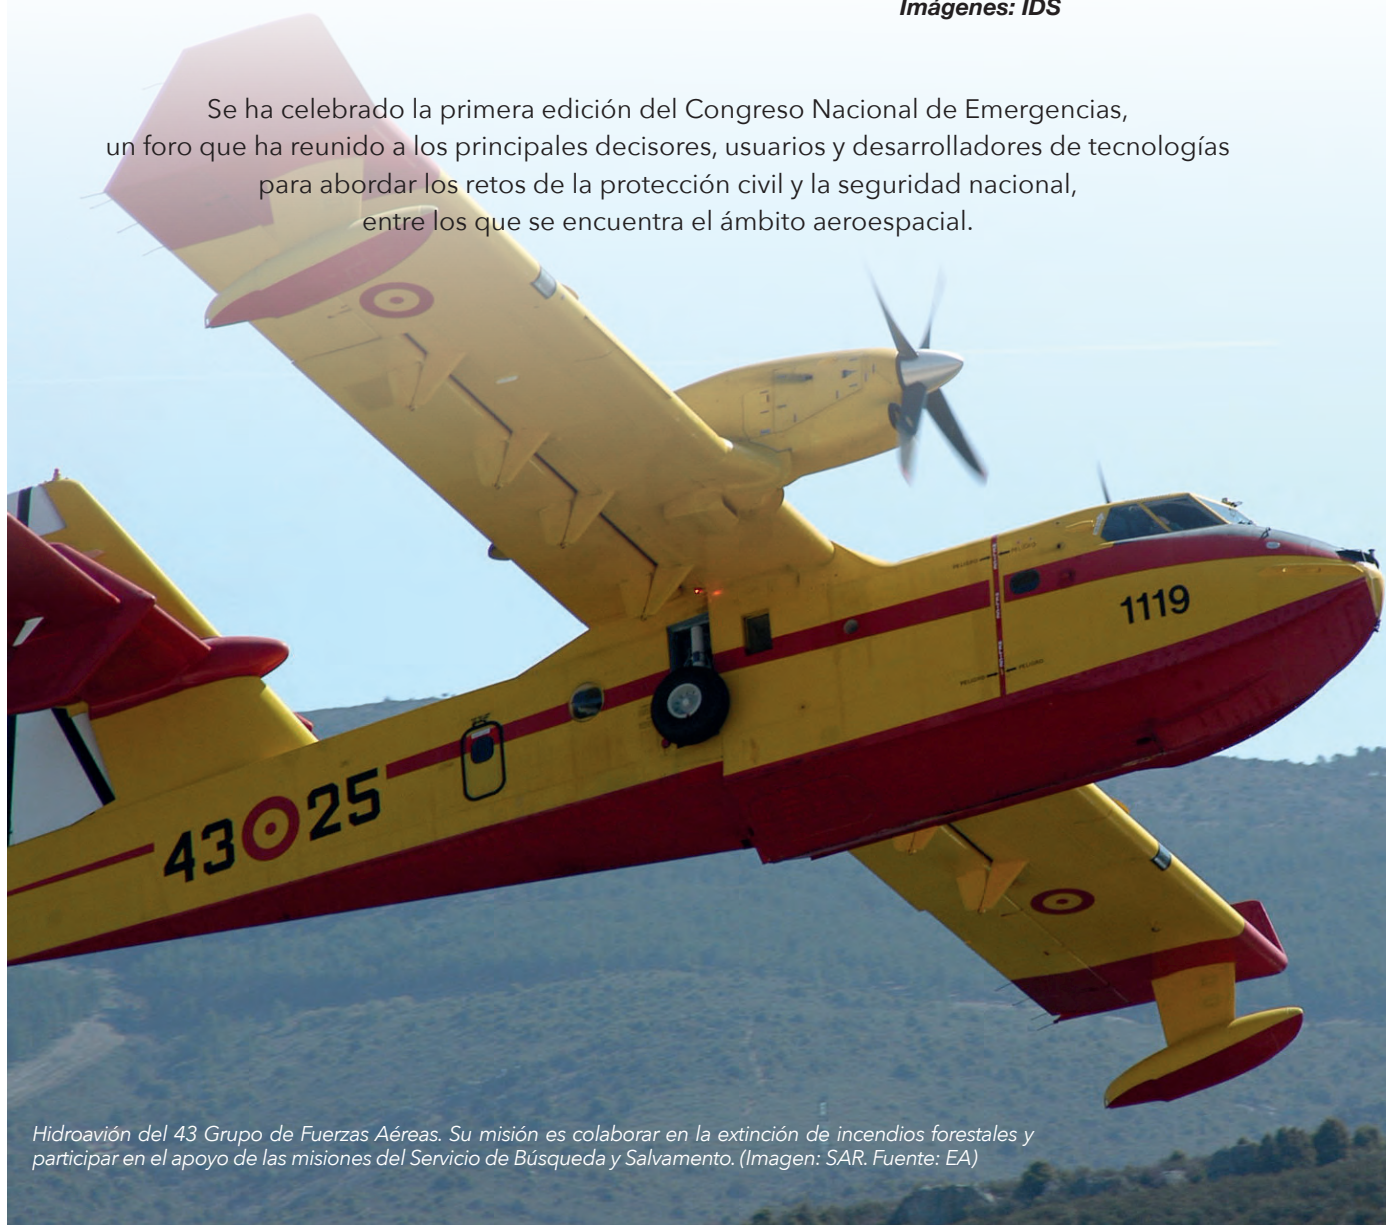 Imágenes: IDS
Se ha celebrado la primera edición del Congreso Nacional de Emergencias,
un foro que ha reunido a los principales decisores, usuarios y desarrolladores de tecnologías
para abordar los retos de la protección civil y la seguridad nacional,
entre los que se encuentra el ámbito aeroespacial.
PELIGRO
PELIGRO
1119
PELIGRO
PELIGRO
43 25
Hidroavión del 43 Grupo de Fuerzas Aéreas. Su misión es colaborar en la extinción de incendios forestales y
participar en el apoyo de las misiones del Servicio de Búsqueda y Salvamento. (Imagen: SAR. Fuente: EA)